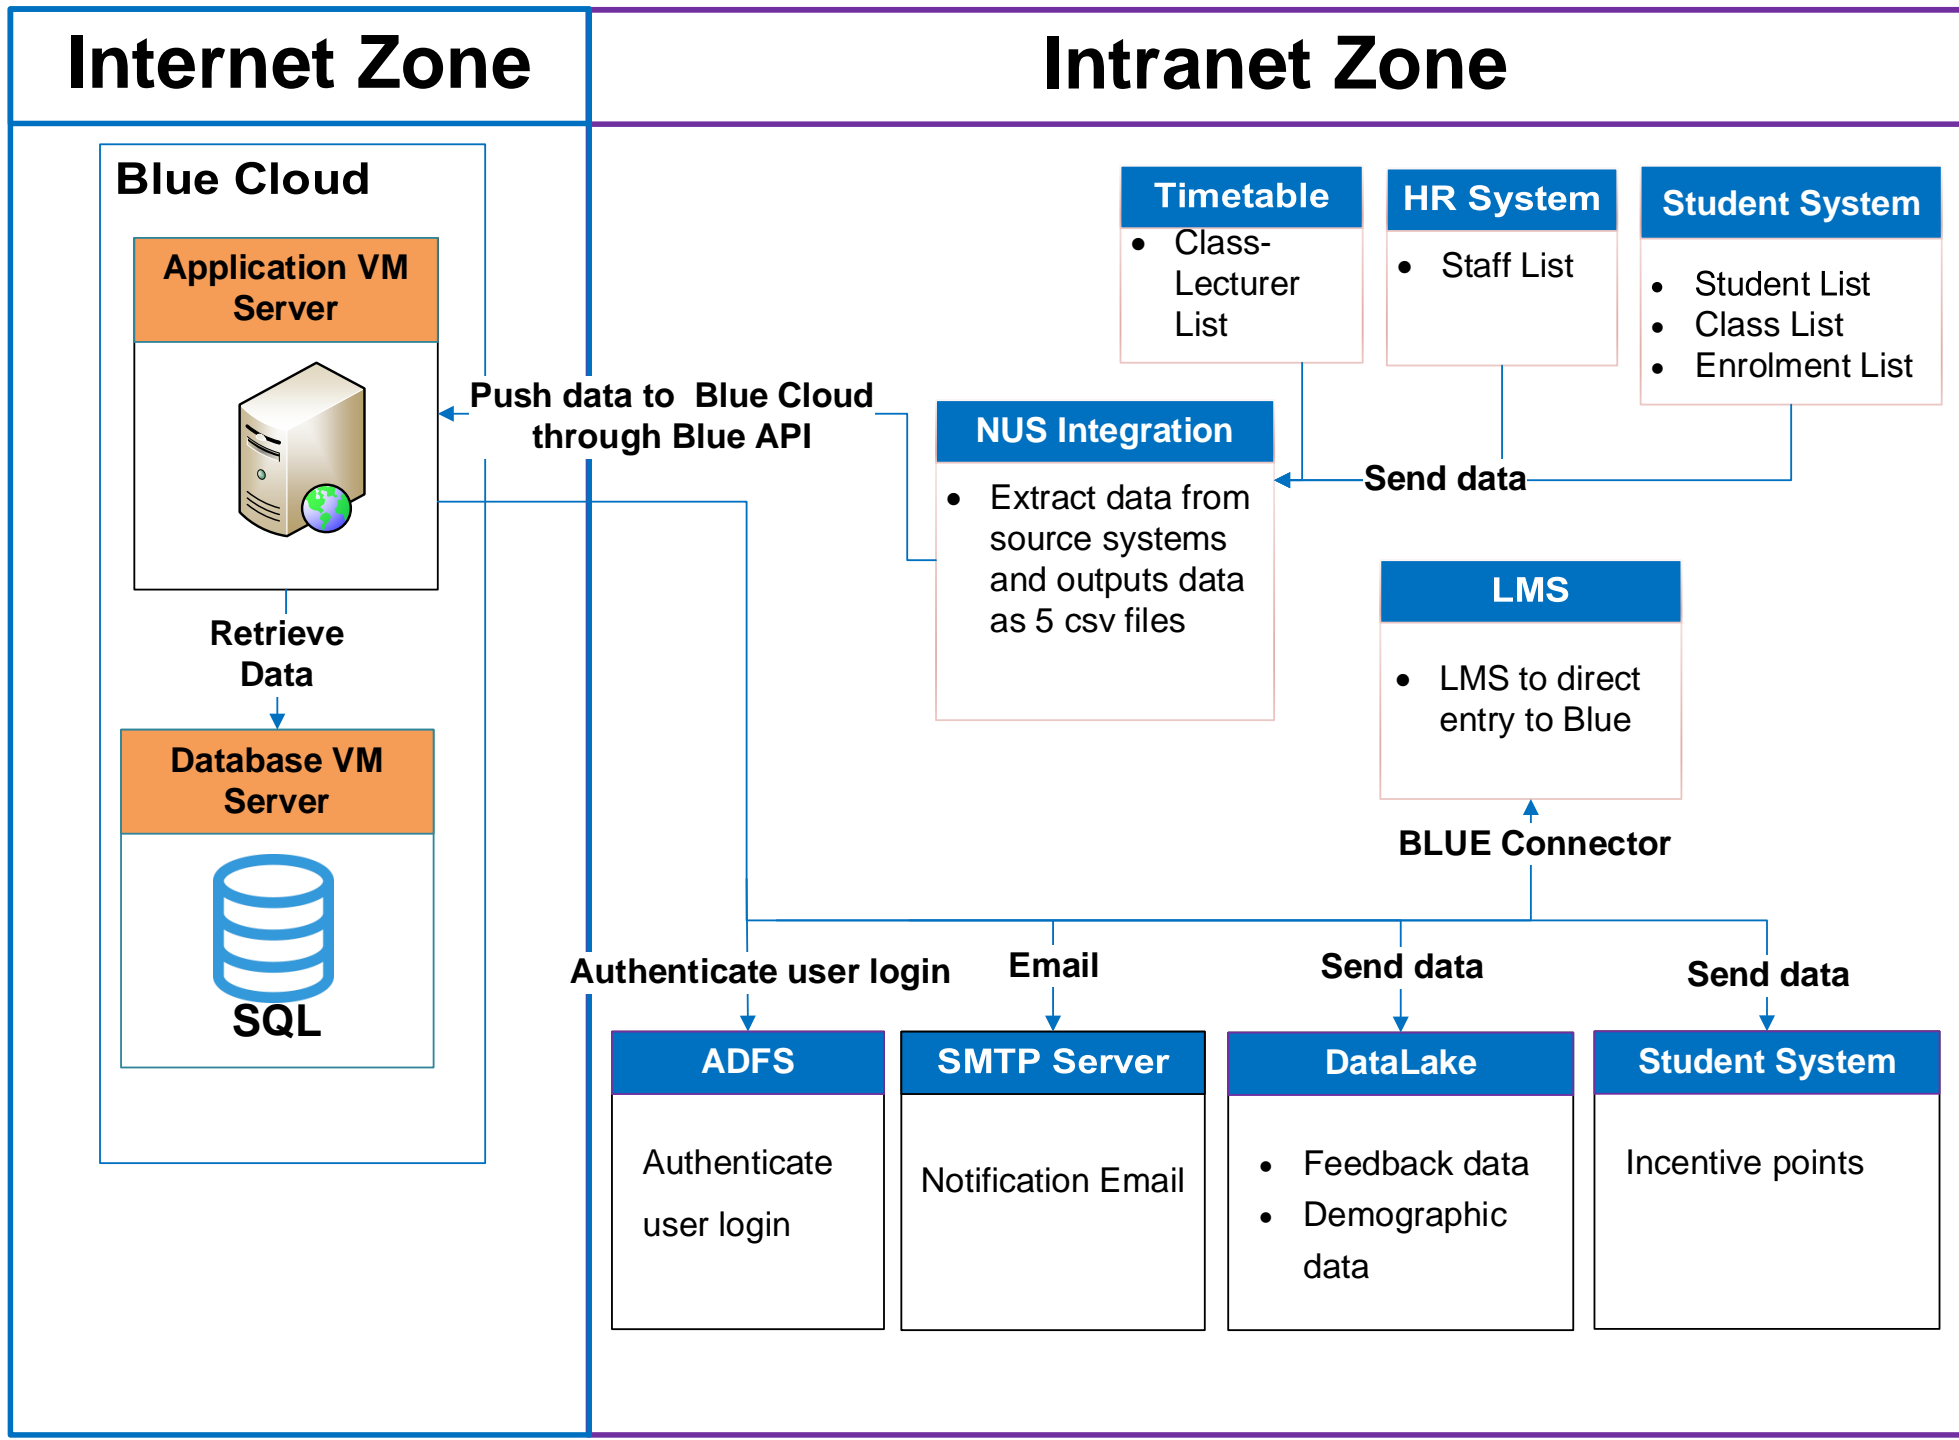 Internet Zone
Intranet Zone
Blue Cloud
Application VM
Server
Retrieve
Data
Database VM
Server
SQL
Push data to  Blue Cloud
through Blue API
Timetable
• Class-
Lecturer
List
HR System
• Staff List
Student System
• Student List
• Class List
• Enrolment List
Send data
NUS Integration
• Extract data from
source systems
and outputs data
as 5 csv files
LMS
• LMS to direct
entry to Blue
BLUE Connector
Authenticate user login
Email
Send data
Send data
ADFS
Authenticate
user login
SMTP Server
Notification Email
DataLake
• Feedback data
• Demographic
data
Student System
Incentive points